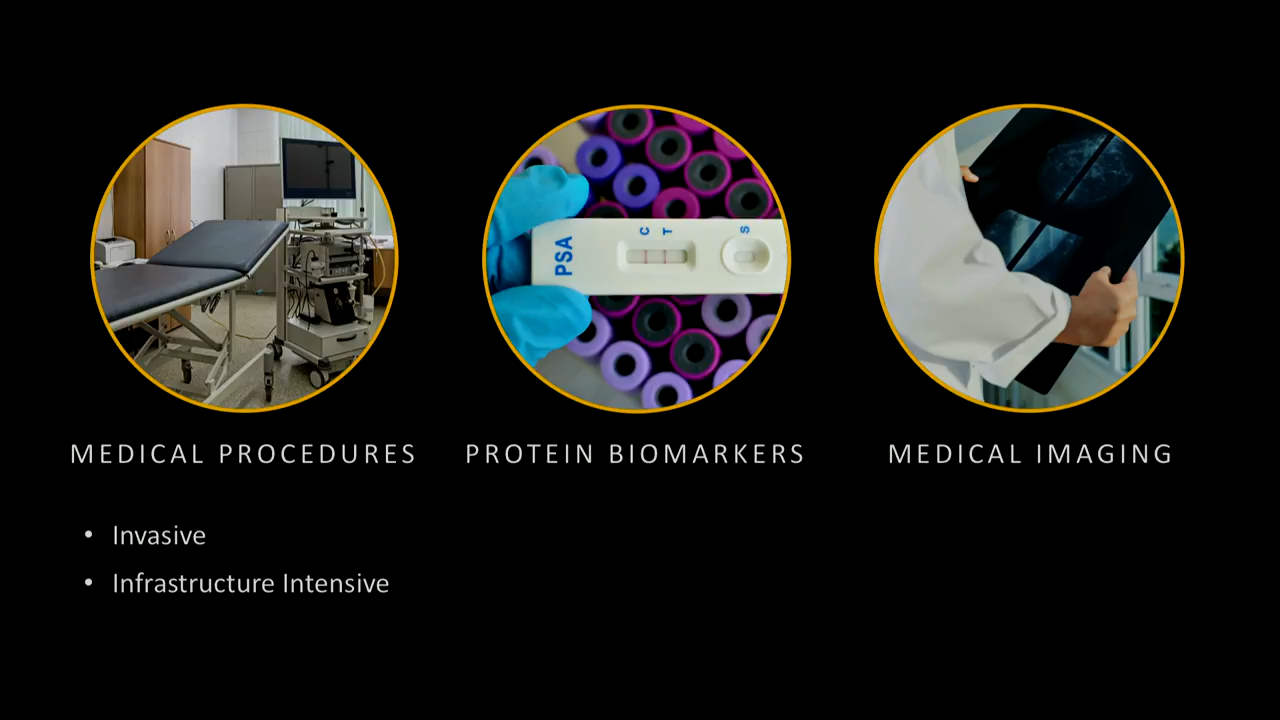 PSA
C
T
S
MEDICAL PROCEDURES
PROTEIN BIOMARKERS
MEDICAL IMAGING
• Invasive
• Infrastructure Intensive